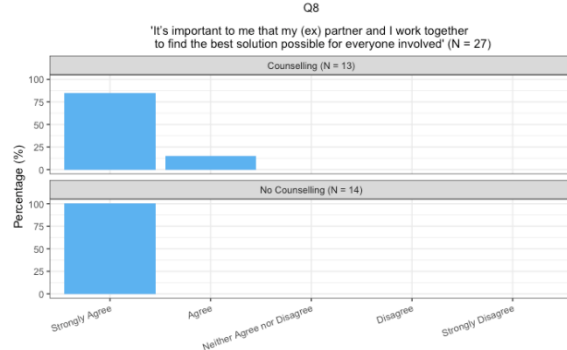 Q8
'It's important to me that my (ex) partner and I work together
to find the best solution possible for everyone involved' (N = 27)
Counselling (N = 13)
100
75
50
25
0
No Counselling (N = 14)
100
75
50
25
0
Percentage (%)
Strongly Agree
Agree
Neither Agree nor Disagree
Disagree
Strongly Disagree